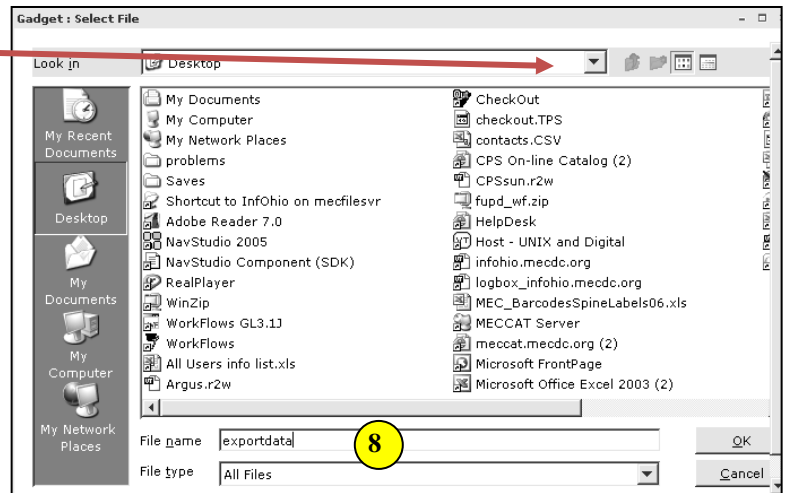 Gadget : Select File
Look in
Desktop
My Recent
Documents
Desktop
My
Documents
My
Computer
My Network
Places
My Documents
My Computer
My Network Places
problems
Saves
Shortcut to InfOhio on mecfilesvr
Adobe Reader 7.0
NavStudio 2005
NavStudio Component (SDK)
RealPlayer
WinZip
WorkFlows GL3.1J
WorkFlows
All Users info list.xls
Argus.r2w
CheckOut
checkout.TPS
contacts.CSV
CPS On-line Catalog (2)
CPSsun.r2w
fupd_wf.zip
HelpDesk
Host - UNIX and Digital
infohio.mecdc.org
logbox_infohio.mecdc.org
MEC_BarcodesSpineLabels06.xls
MECCAT Server
meccat.mecdc.org (2)
Microsoft FrontPage
Microsoft Office Excel 2003 (2)
File name
exportdata
8
OK
File type
All Files
Cancel